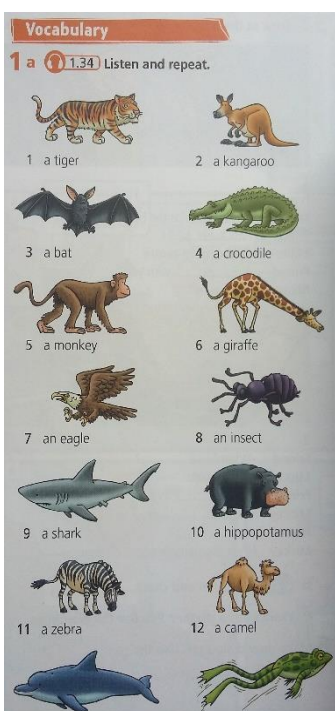 Vocabulary
1 a 1.34 Listen and repeat.
1 a tiger
2 a kangaroo
3 a bat
4 a crocodile
5 a monkey
6 a giraffe
7 an eagle
8 an insect
9 a shark
10 a hippopotamus
11 a zebra
12 a camel